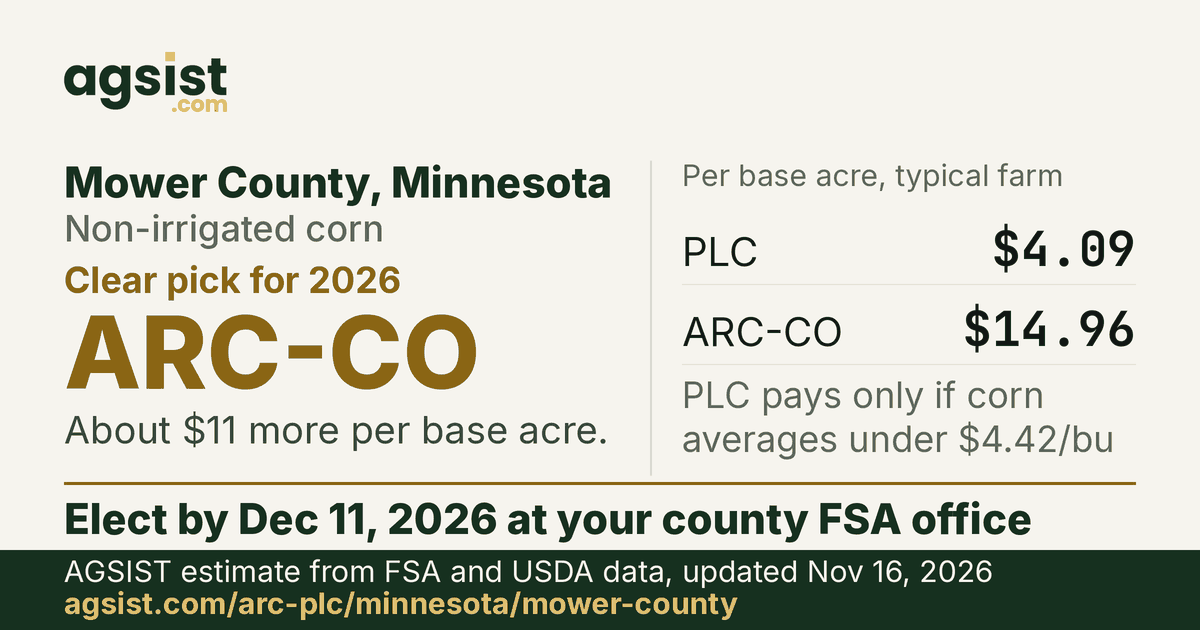 agsist
.com
Mower County, Minnesota
Non-irrigated corn
Clear pick for 2026
ARC-CO
About $11 more per base acre.
Per base acre, typical farm
PLC $4.09
ARC-CO $14.96
PLC pays only if corn
averages under $4.42/bu
Elect by Dec 11, 2026 at your county FSA office
AGSIST estimate from FSA and USDA data, updated Nov 16, 2026
agsist.com/arc-plc/minnesota/mower-county